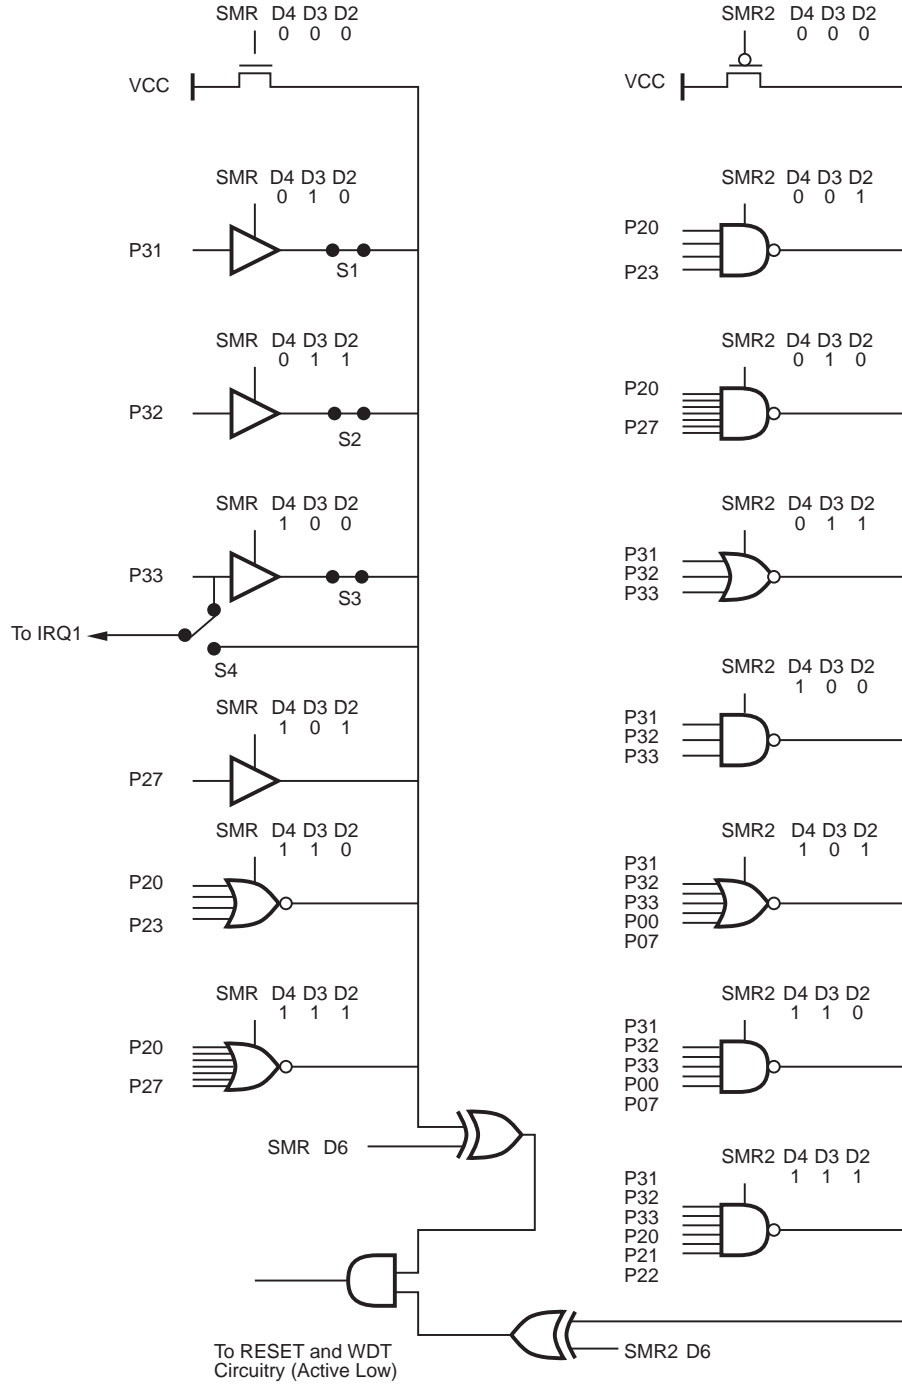 SMR D4 D3 D2
0 0 0
VCC
SMR D4 D3 D2
0 1 0
P31
S1
SMR D4 D3 D2
0 1 1
P32
S2
SMR D4 D3 D2
1 0 0
P33
S3
To IRQ1
S4
SMR D4 D3 D2
1 0 1
P27
SMR D4 D3 D2
1 1 0
P20
P23
SMR D4 D3 D2
1 1 1
P20
P27
SMR D6
To RESET and WDT
Circuitry (Active Low)
SMR2 D4 D3 D2
0 0 0
VCC
SMR2 D4 D3 D2
0 0 1
P20
P23
SMR2 D4 D3 D2
0 1 0
P20
P27
SMR2 D4 D3 D2
0 1 1
P31
P32
P33
SMR2 D4 D3 D2
1 0 0
P31
P32
P33
SMR2 D4 D3 D2
1 0 1
P31
P32
P33
P00
P07
SMR2 D4 D3 D2
1 1 0
P31
P32
P33
P00
P07
SMR2 D4 D3 D2
1 1 1
P31
P32
P33
P20
P21
P22
SMR2 D6